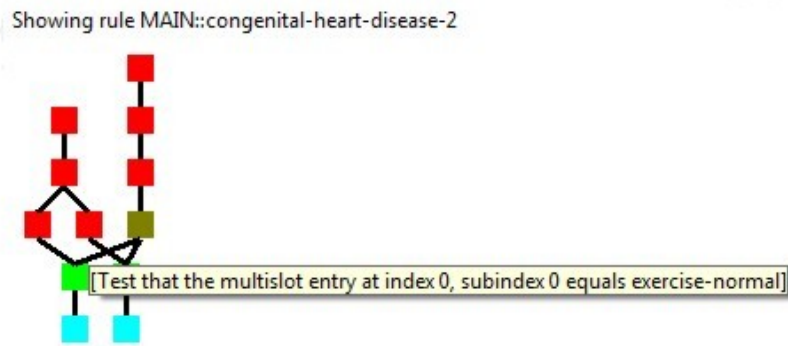 Showing rule MAIN::congenital-heart-disease-2
[Test that the multislot entry at index 0, subindex 0 equals exercise-normal]